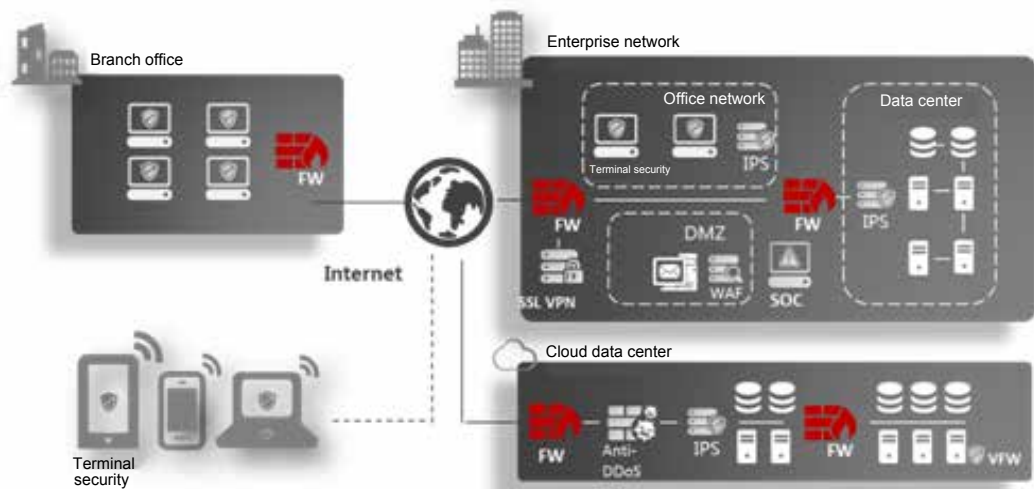 Branch office
FW
Enterprise network
Office network
Terminal security
IPS
Data center
FW
FW
IPS
SSL VPN
DMZ
WAF
SOC
Internet
Terminal
security
Cloud data center
FW
Anti-
DDoS
IPS
FW
VFW